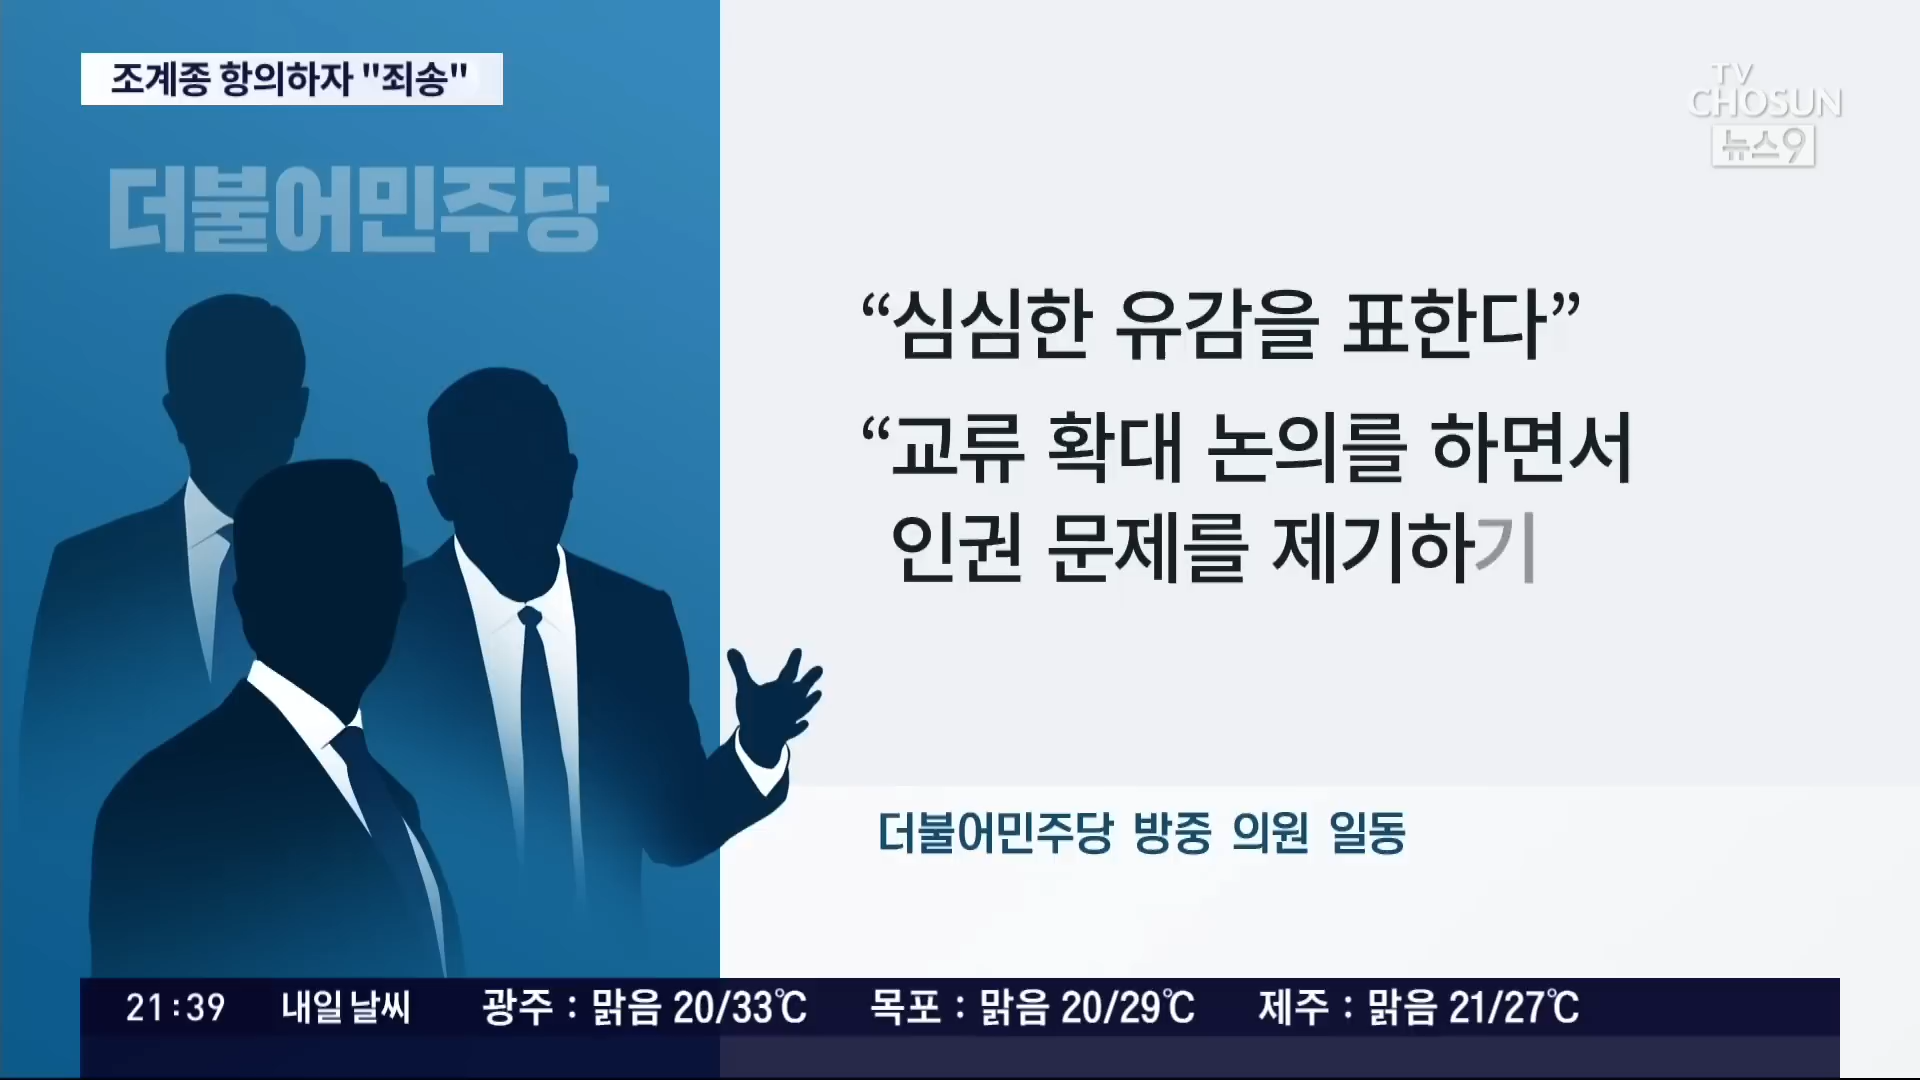 조계종 항의하자 "죄송"
TV
CHOSUN
뉴스9
더불어민주당
“심심한 유감을 표한다”
“교류 확대 논의를 하면서
인권 문제를 제기하기
더불어민주당 방중 의원 일동
21:39 내일 날씨 광주 : 맑음 20/33℃ 목포 : 맑음 20/29℃ 제주 : 맑음 21/27℃